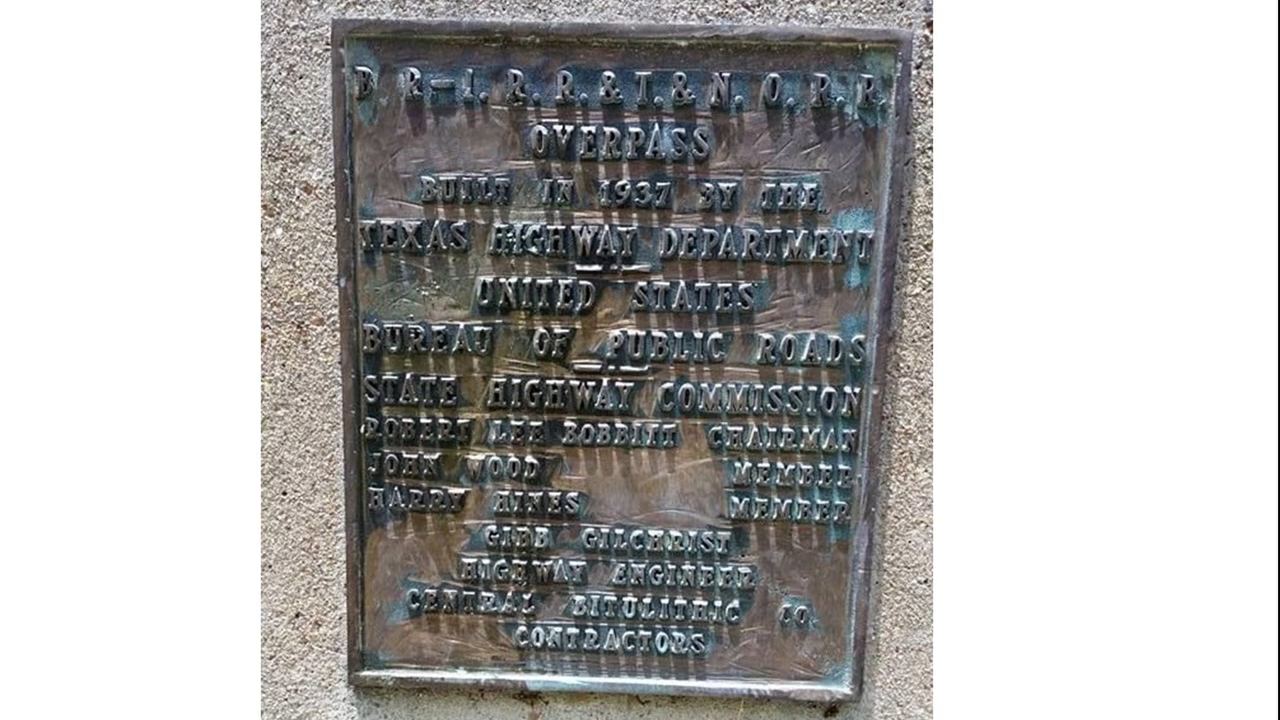 B. R-I. R. R. & T. & N. O. R. R.
OVERPASS
BUILT IN 1937 BY THE
TEXAS HIGHWAY DEPARTMENT
UNITED STATES
BUREAU OF PUBLIC ROADS
STATE HIGHWAY COMMISSION
ROBERT LEE BOBBITT CHAIRMAN
JOHN WOOD MEMBER
HARRY HINES MEMBER
GIBB GILCHRIST
HIGHWAY ENGINEER
CENTRAL BITULITHIC CO.
CONTRACTORS